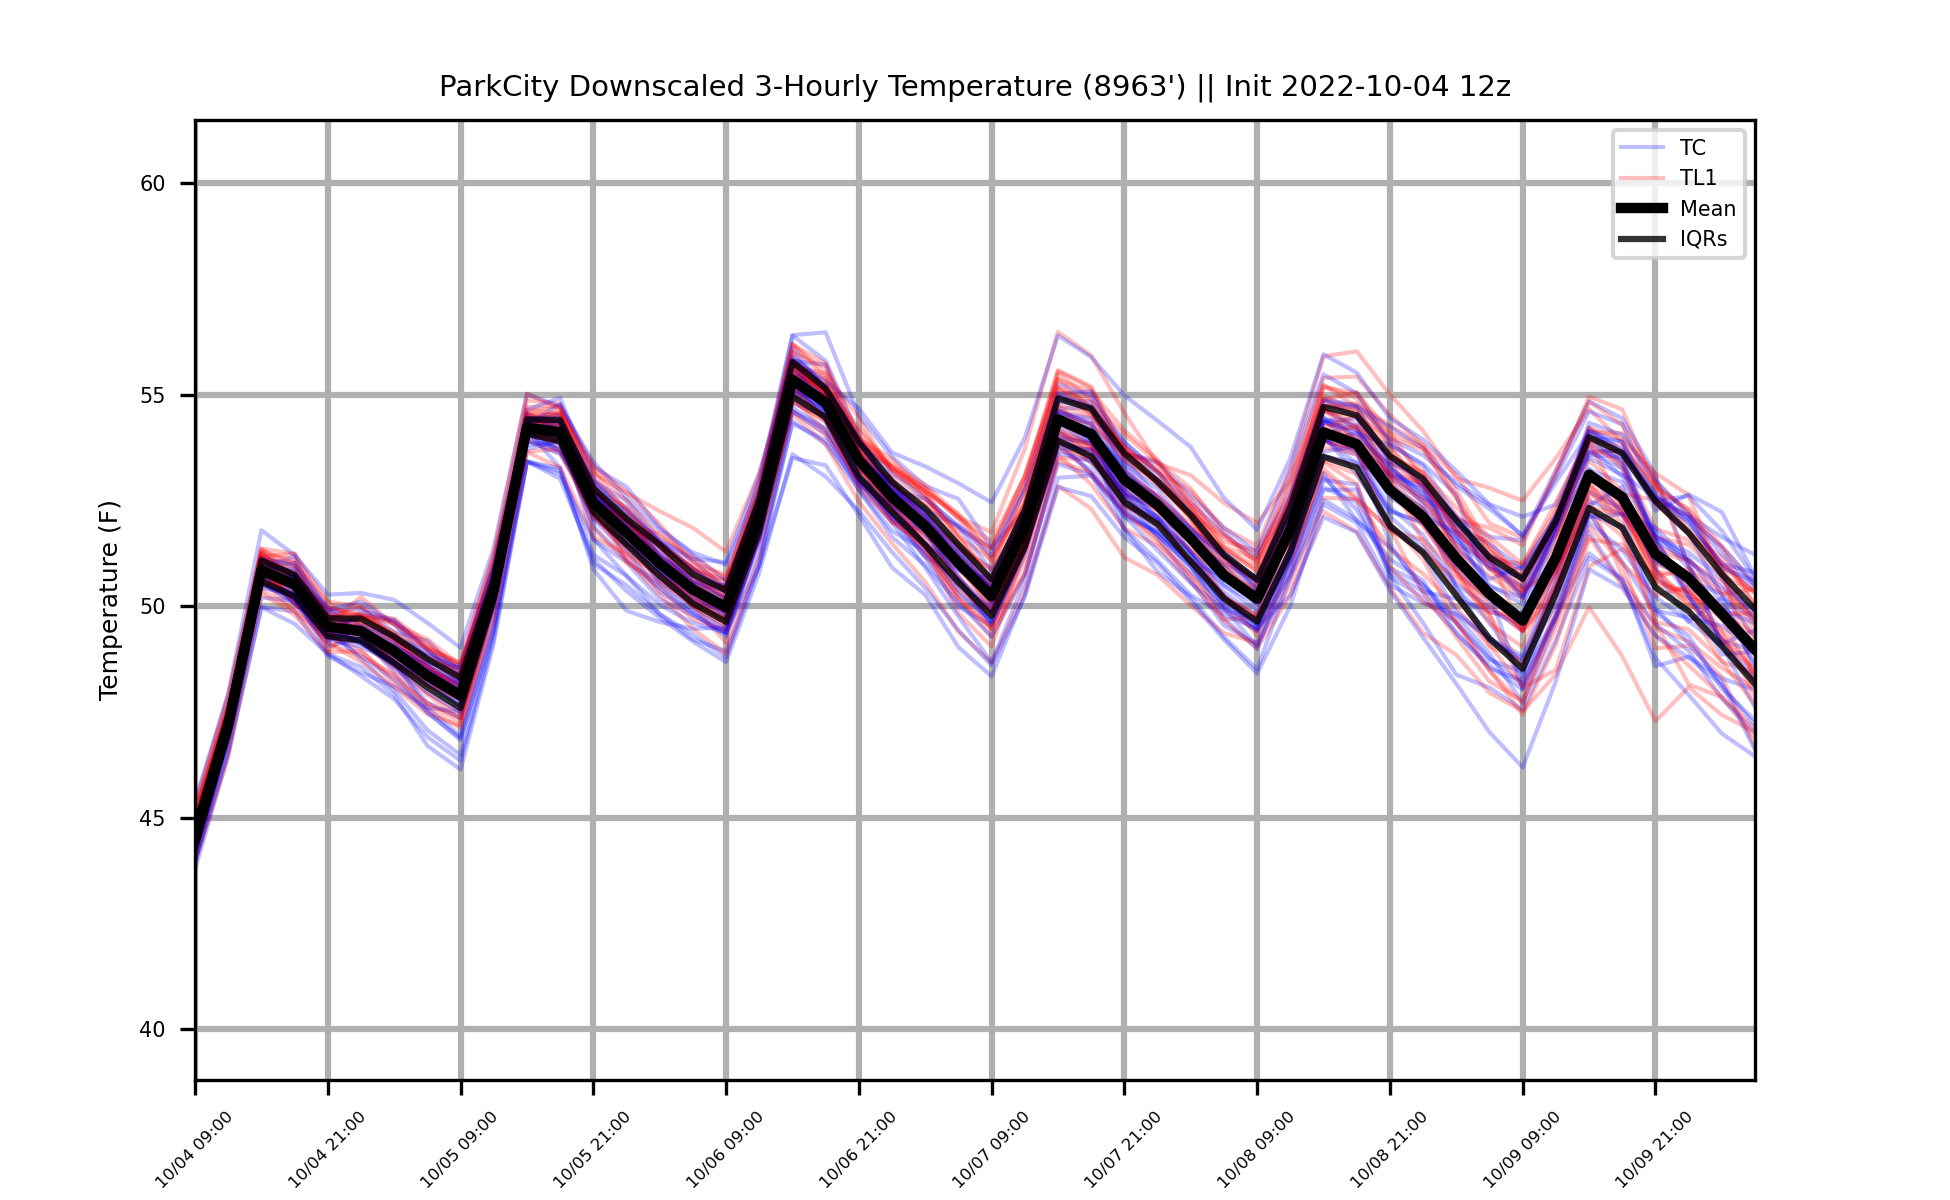 ParkCity Downscaled 3-Hourly Temperature (8963') || Init 2022-10-04 12z
TC
TL1
Mean
IQRs
Temperature (F)
60
55
50
45
40
10/04 09:00
10/04 21:00
10/05 09:00
10/05 21:00
10/06 09:00
10/06 21:00
10/07 09:00
10/07 21:00
10/08 09:00
10/08 21:00
10/09 09:00
10/09 21:00